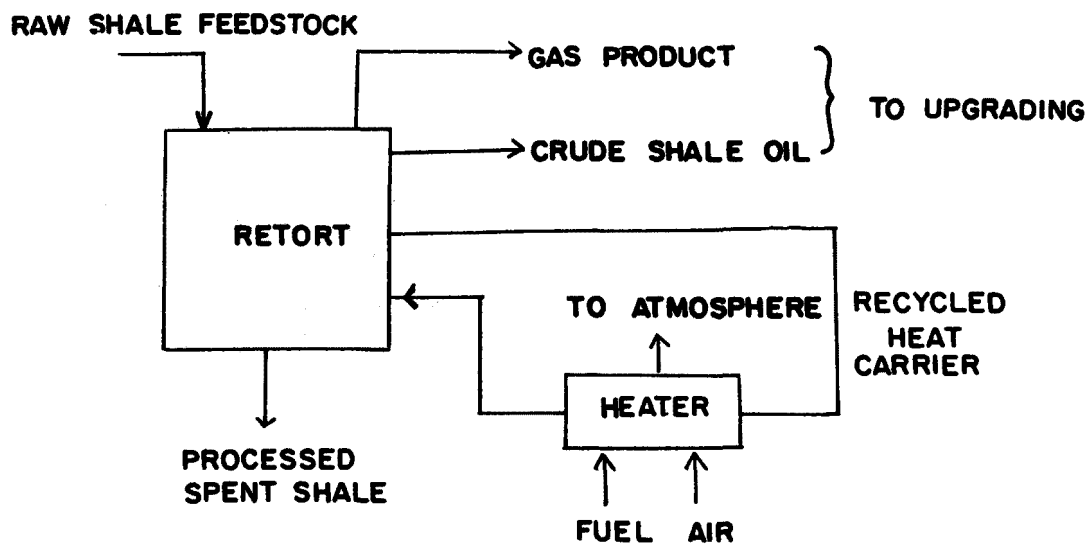 RAW SHALE FEEDSTOCK
GAS PRODUCT
TO UPGRADING
CRUDE SHALE OIL
RETORT
TO ATMOSPHERE
RECYCLED
HEAT
CARRIER
HEATER
PROCESSED
SPENT SHALE
FUEL AIR